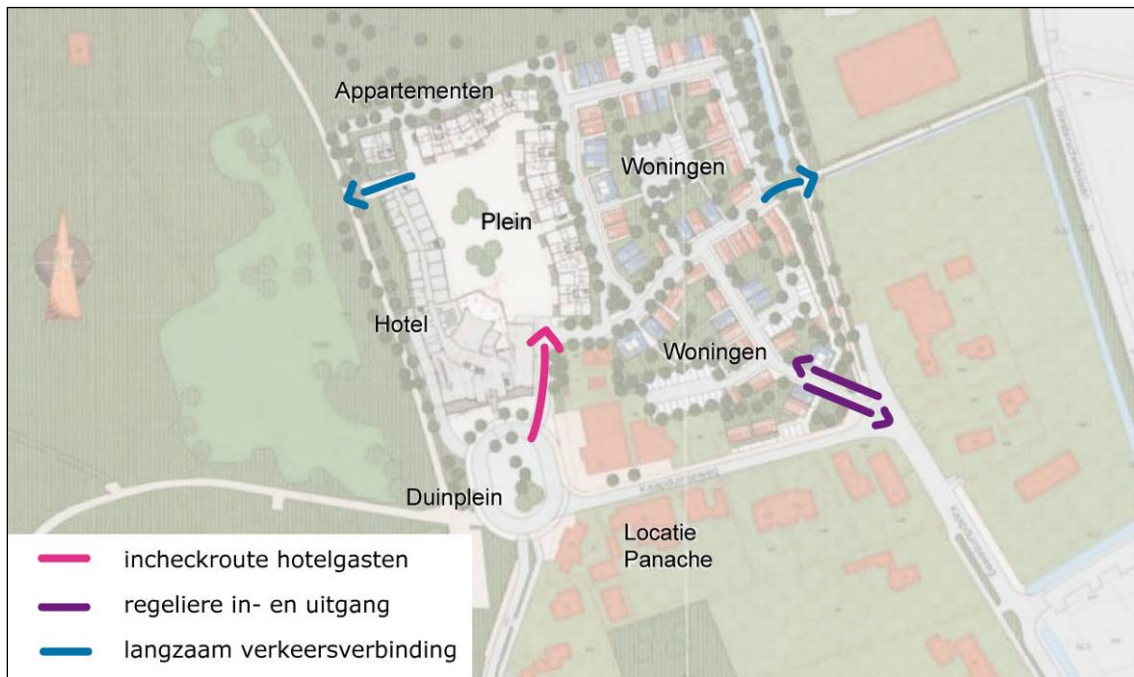 Appartementen
Woningen
Plein
Hotel
Woningen
Duinplein
Locatie
Panache
incheckroute hotelgasten
regeliere in- en uitgang
langzaam verkeersverbinding